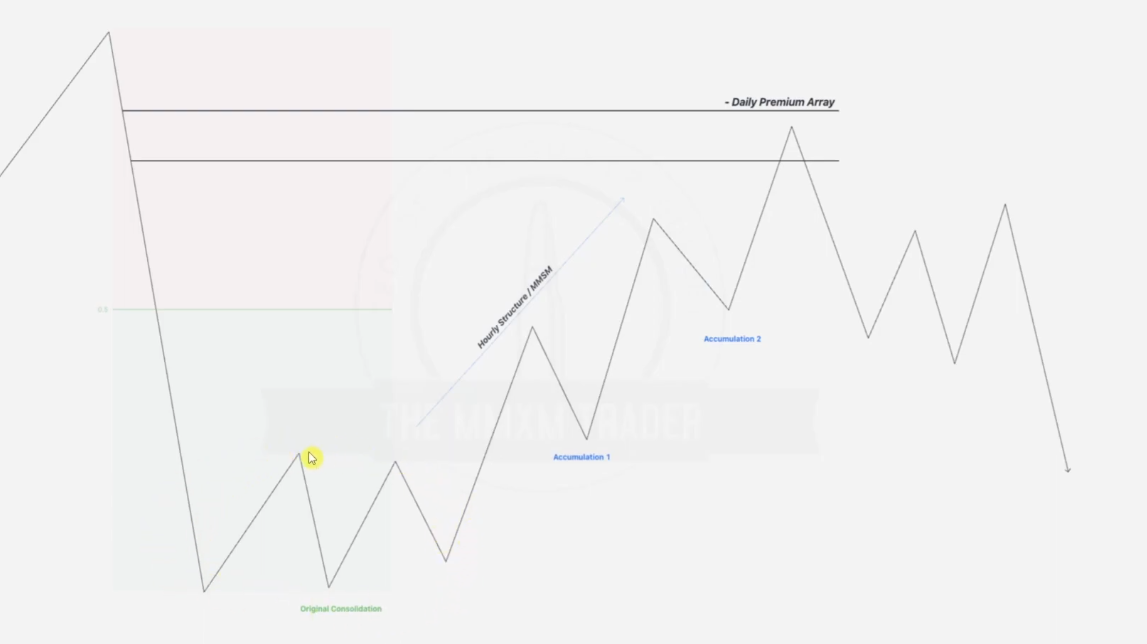 - Daily Premium Array
Hourly Structure / MMSM
0.5
Accumulation 2
THE MMXM TRADER
Accumulation 1
Original Consolidation